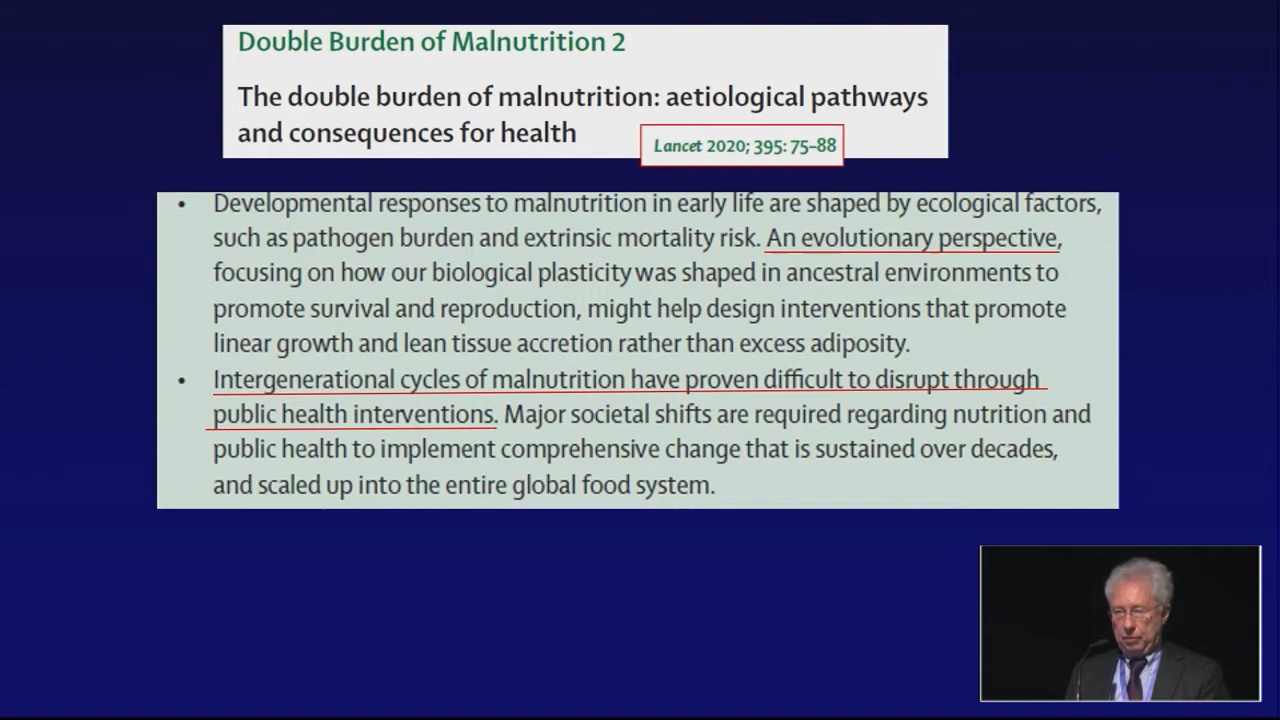 Double Burden of Malnutrition 2
The double burden of malnutrition: aetiological pathways
and consequences for health
Lancet 2020; 395: 75–88
• Developmental responses to malnutrition in early life are shaped by ecological factors,
such as pathogen burden and extrinsic mortality risk. An evolutionary perspective,
focusing on how our biological plasticity was shaped in ancestral environments to
promote survival and reproduction, might help design interventions that promote
linear growth and lean tissue accretion rather than excess adiposity.
• Intergenerational cycles of malnutrition have proven difficult to disrupt through
public health interventions. Major societal shifts are required regarding nutrition and
public health to implement comprehensive change that is sustained over decades,
and scaled up into the entire global food system.